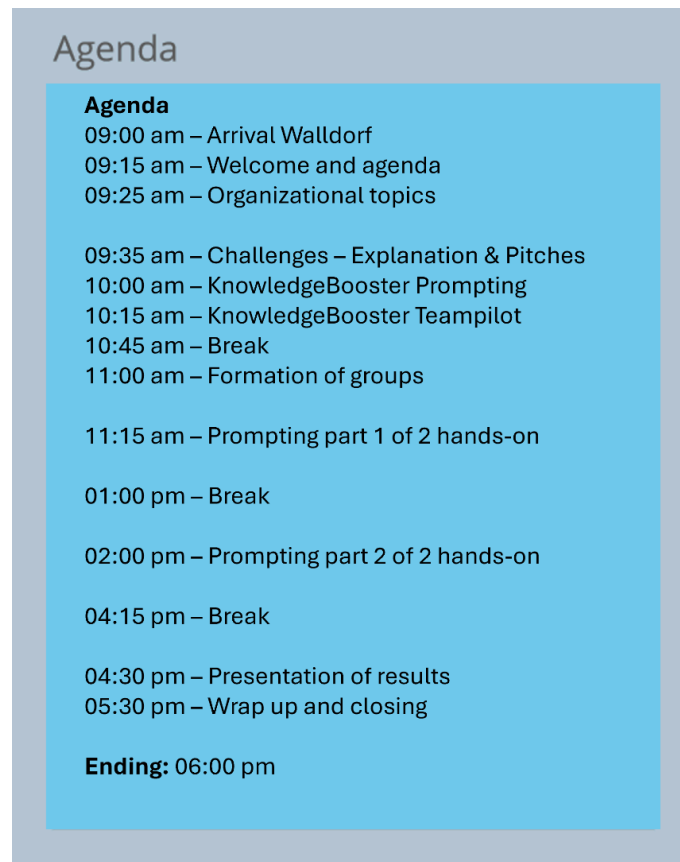 Agenda
Agenda
09:00 am – Arrival Walldorf
09:15 am – Welcome and agenda
09:25 am – Organizational topics
09:35 am – Challenges – Explanation & Pitches
10:00 am – KnowledgeBooster Prompting
10:15 am – KnowledgeBooster Teampilot
10:45 am – Break
11:00 am – Formation of groups
11:15 am – Prompting part 1 of 2 hands-on
01:00 pm – Break
02:00 pm – Prompting part 2 of 2 hands-on
04:15 pm – Break
04:30 pm – Presentation of results
05:30 pm – Wrap up and closing
Ending: 06:00 pm